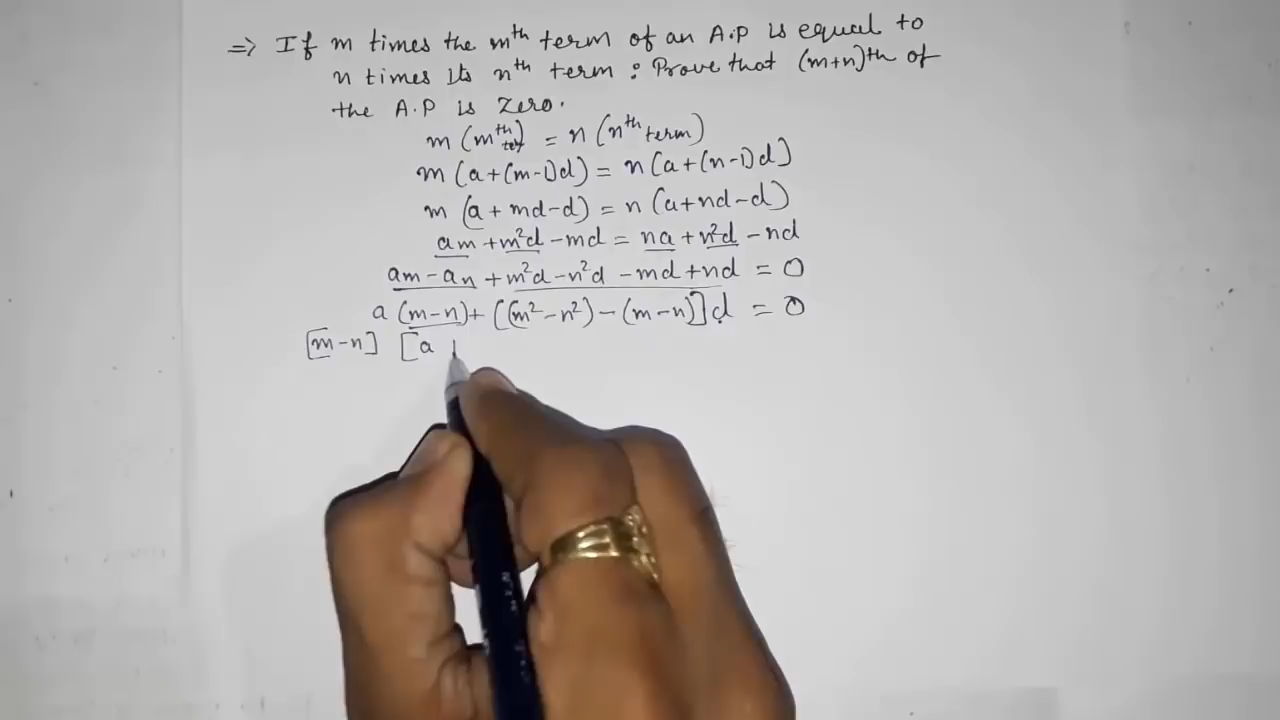 ⇒ If m times the mth term of an A.P is equal to
n times its nth term : Prove that (m+n)th of
the A.P is zero.
m (mth ter) = n (nth term)
m (a+(m-1)d) = n (a+(n-1)d)
m (a+md-d) = n (a+nd-d)
am + m²d - md = na + n²d - nd
am - an + m²d - n²d - md + nd = 0
a (m-n) + [(m² - n²) - (m-n)] d = 0
[m-n] [a